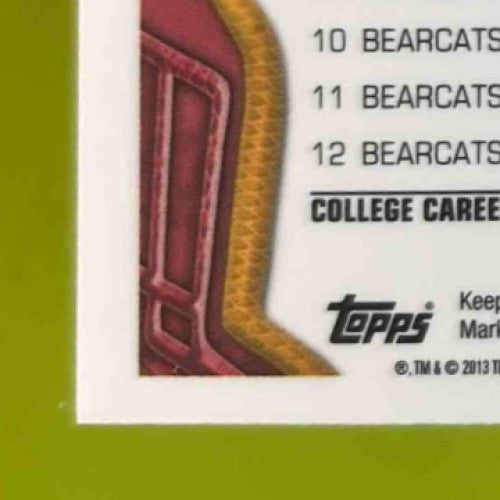 10 BEARCATS
11 BEARCATS
12 BEARCATS
COLLEGE CAREE
topps®
Keep
Mark
®, TM & © 2013 T